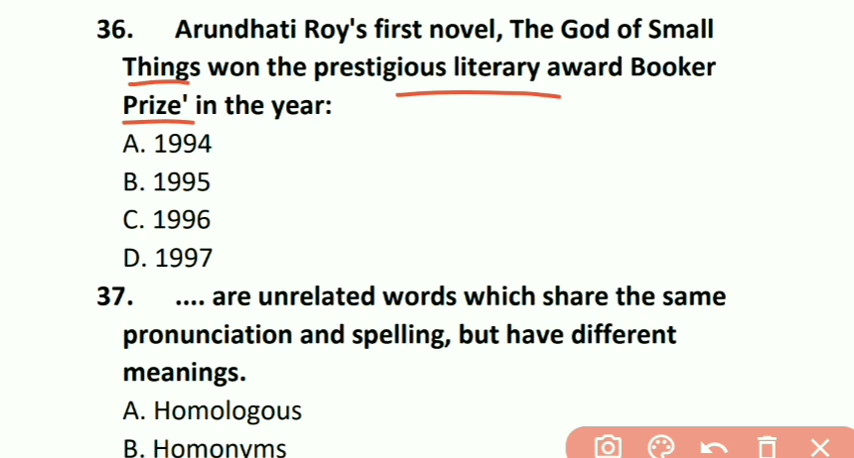 36. Arundhati Roy's first novel, The God of Small
Things won the prestigious literary award Booker
Prize' in the year:
A. 1994
B. 1995
C. 1996
D. 1997
37. .... are unrelated words which share the same
pronunciation and spelling, but have different
meanings.
A. Homologous
B. Homonyms